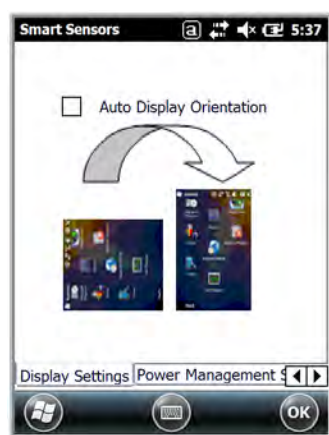 Smart Sensors a 5:37
Auto Display Orientation
Display Settings Power Management S
OK